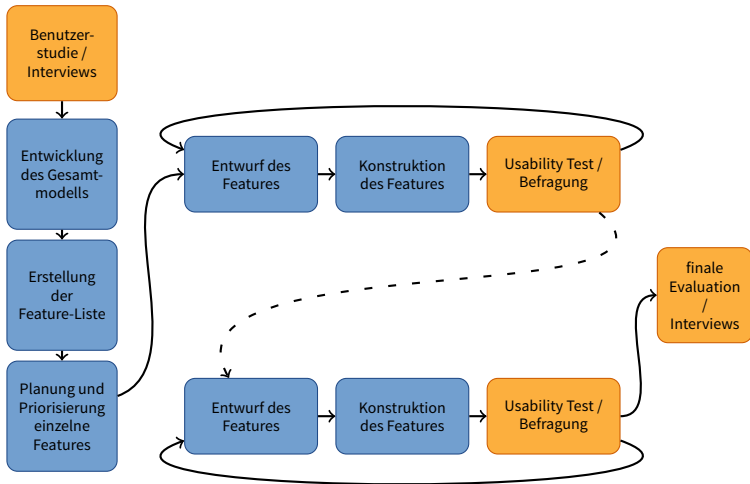 Benutzer-
studie /
Interviews
Entwicklung
des Gesamt-
modells
Erstellung
der
Feature-Liste
Planung und
Priorisierung
einzelne
Features
Entwurf des
Features
Konstruktion
des Features
Usability Test /
Befragung
Entwurf des
Features
Konstruktion
des Features
Usability Test /
Befragung
finale
Evaluation
/
Interviews